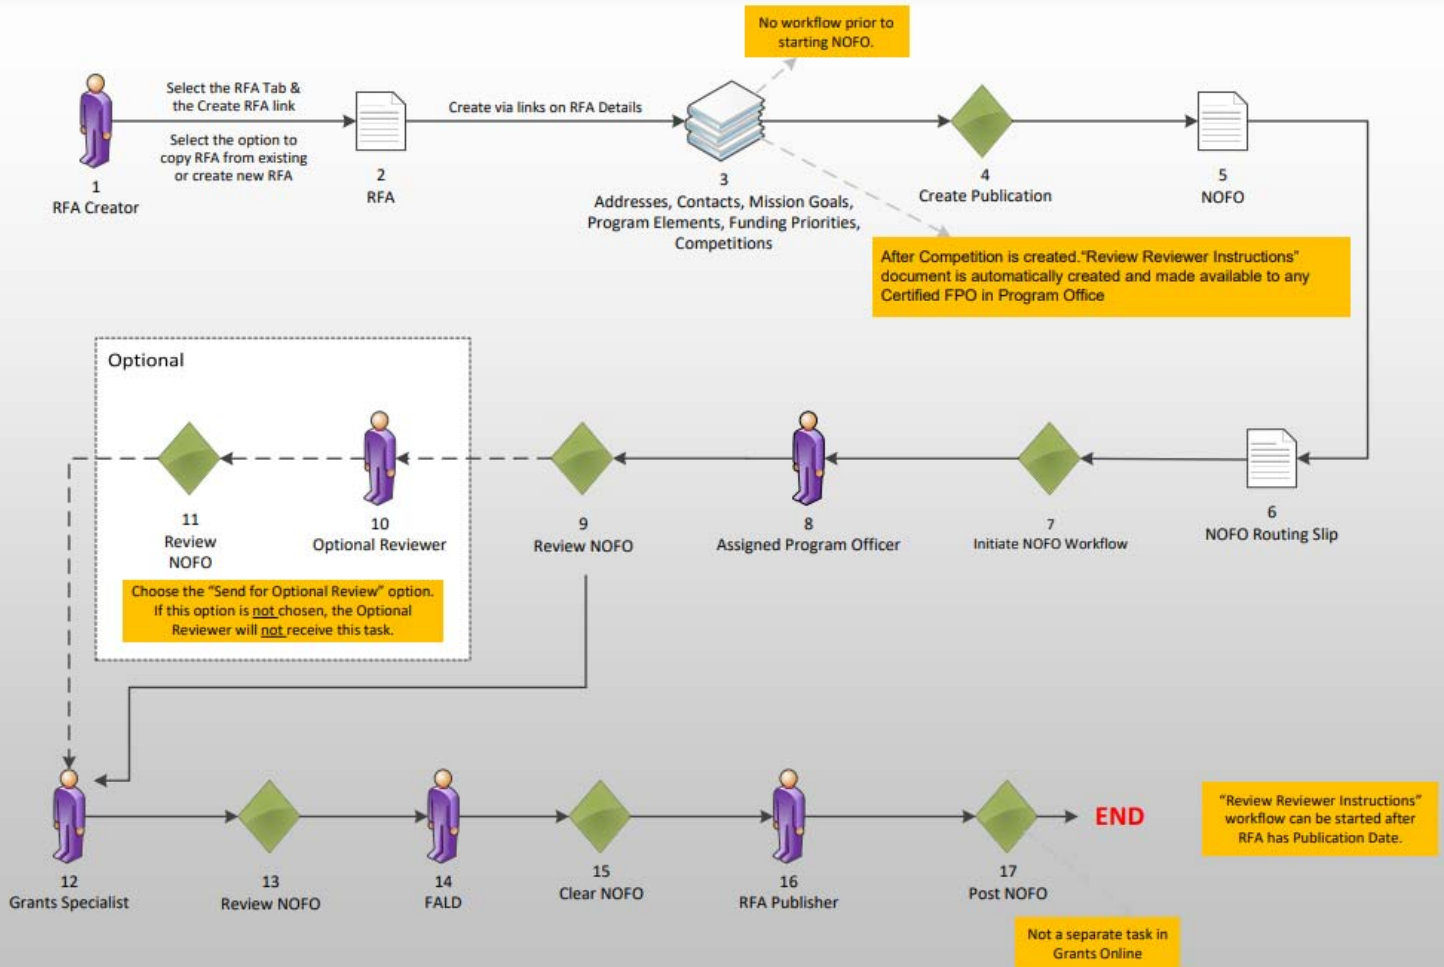 No workflow prior to
starting NOFO.
Select the RFA Tab &
the Create RFA link
Select the option to
copy RFA from existing
or create new RFA
Create via links on RFA Details
1
RFA Creator
2
RFA
3
Addresses, Contacts, Mission Goals,
Program Elements, Funding Priorities,
Competitions
4
Create Publication
5
NOFO
After Competition is created."Review Reviewer Instructions"
document is automatically created and made available to any
Certified FPO in Program Office
Optional
11
Review
NOFO
10
Optional Reviewer
9
Review NOFO
8
Assigned Program Officer
7
Initiate NOFO Workflow
6
NOFO Routing Slip
Choose the "Send for Optional Review" option.
If this option is not chosen, the Optional
Reviewer will not receive this task.
12
Grants Specialist
13
Review NOFO
14
FALD
15
Clear NOFO
16
RFA Publisher
17
Post NOFO
END
"Review Reviewer Instructions"
workflow can be started after
RFA has Publication Date.
Not a separate task in
Grants Online